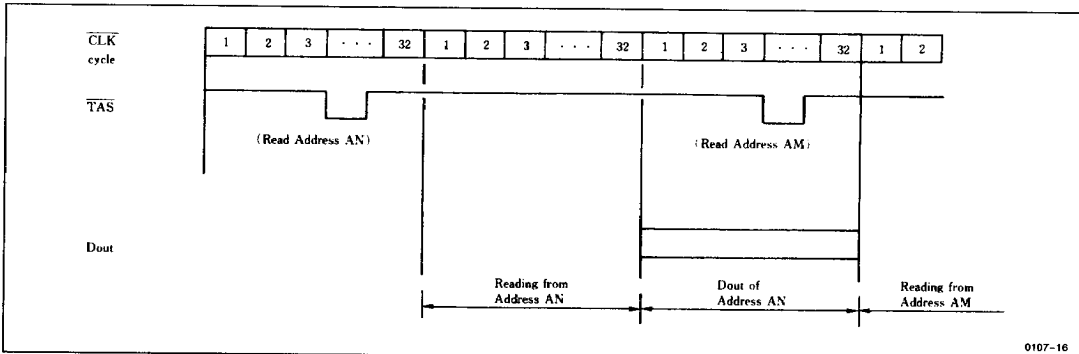 CLK
cycle
1 2 3 · · · 32 1 2 3 · · · 32 1 2 3 · · · 32 1 2
TAS
(Read Address AN)
(Read Address AM)
Dout
Reading from
Address AN
Dout of
Address AN
Reading from
Address AM
0107-16